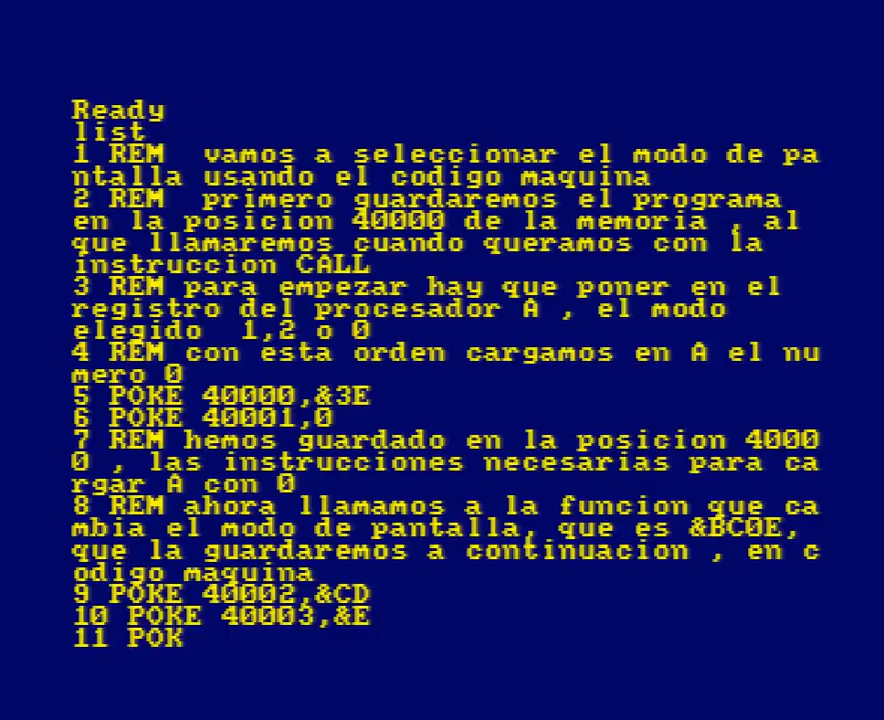 Ready
list
1 REM  vamos a seleccionar el modo de pa
ntalla usando el codigo maquina
2 REM  primero guardaremos el programa
en la posicion 40000 de la memoria , al
que llamaremos cuando queramos con la
instruccion CALL
3 REM para empezar hay que poner en el
registro del procesador A , el modo
elegido  1,2 o 0
4 REM con esta orden cargamos en A el nu
mero 0
5 POKE 40000,&3E
6 POKE 40001,0
7 REM hemos guardado en la posicion 4000
0 , las instrucciones necesarias para ca
rgar A con 0
8 REM ahora llamamos a la funcion que ca
mbia el modo de pantalla, que es &BC0E,
que la guardaremos a continuacion , en c
odigo maquina
9 POKE 40002,&CD
10 POKE 40003,&E
11 POK